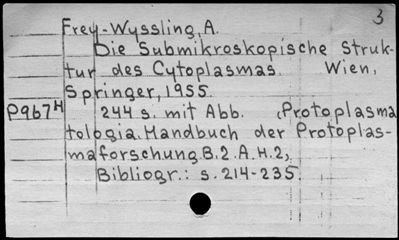 3
Frey-Wyssling, A.
Die Submikroskopische Struk-
tur des Cytoplasmas. Wien,
Springer, 1955.
P967H 244 s. mit Abb. (Protoplasma
tologia. Handbuch der Protoplas-
maforschung. B. 2. A. H. 2),
Bibliogr.: s. 214-235.